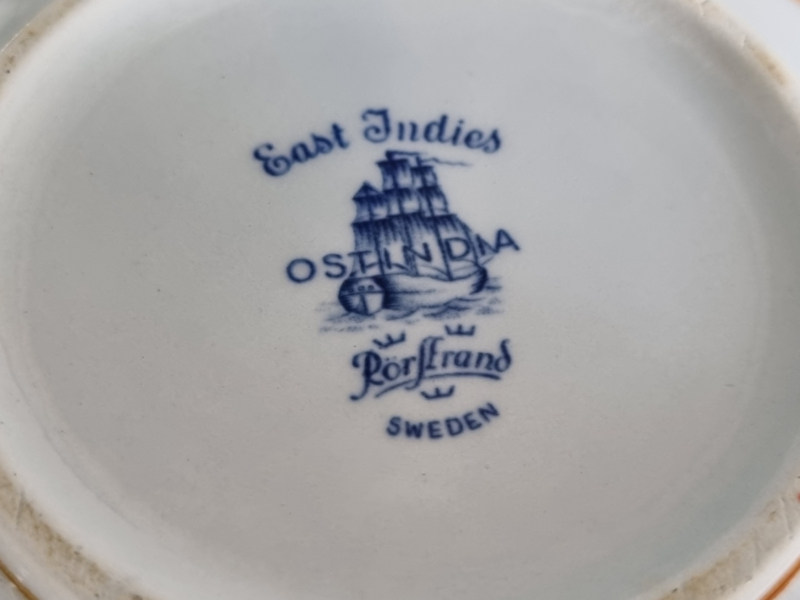 East Indies
OSTINDIA
Rörstrand
SWEDEN